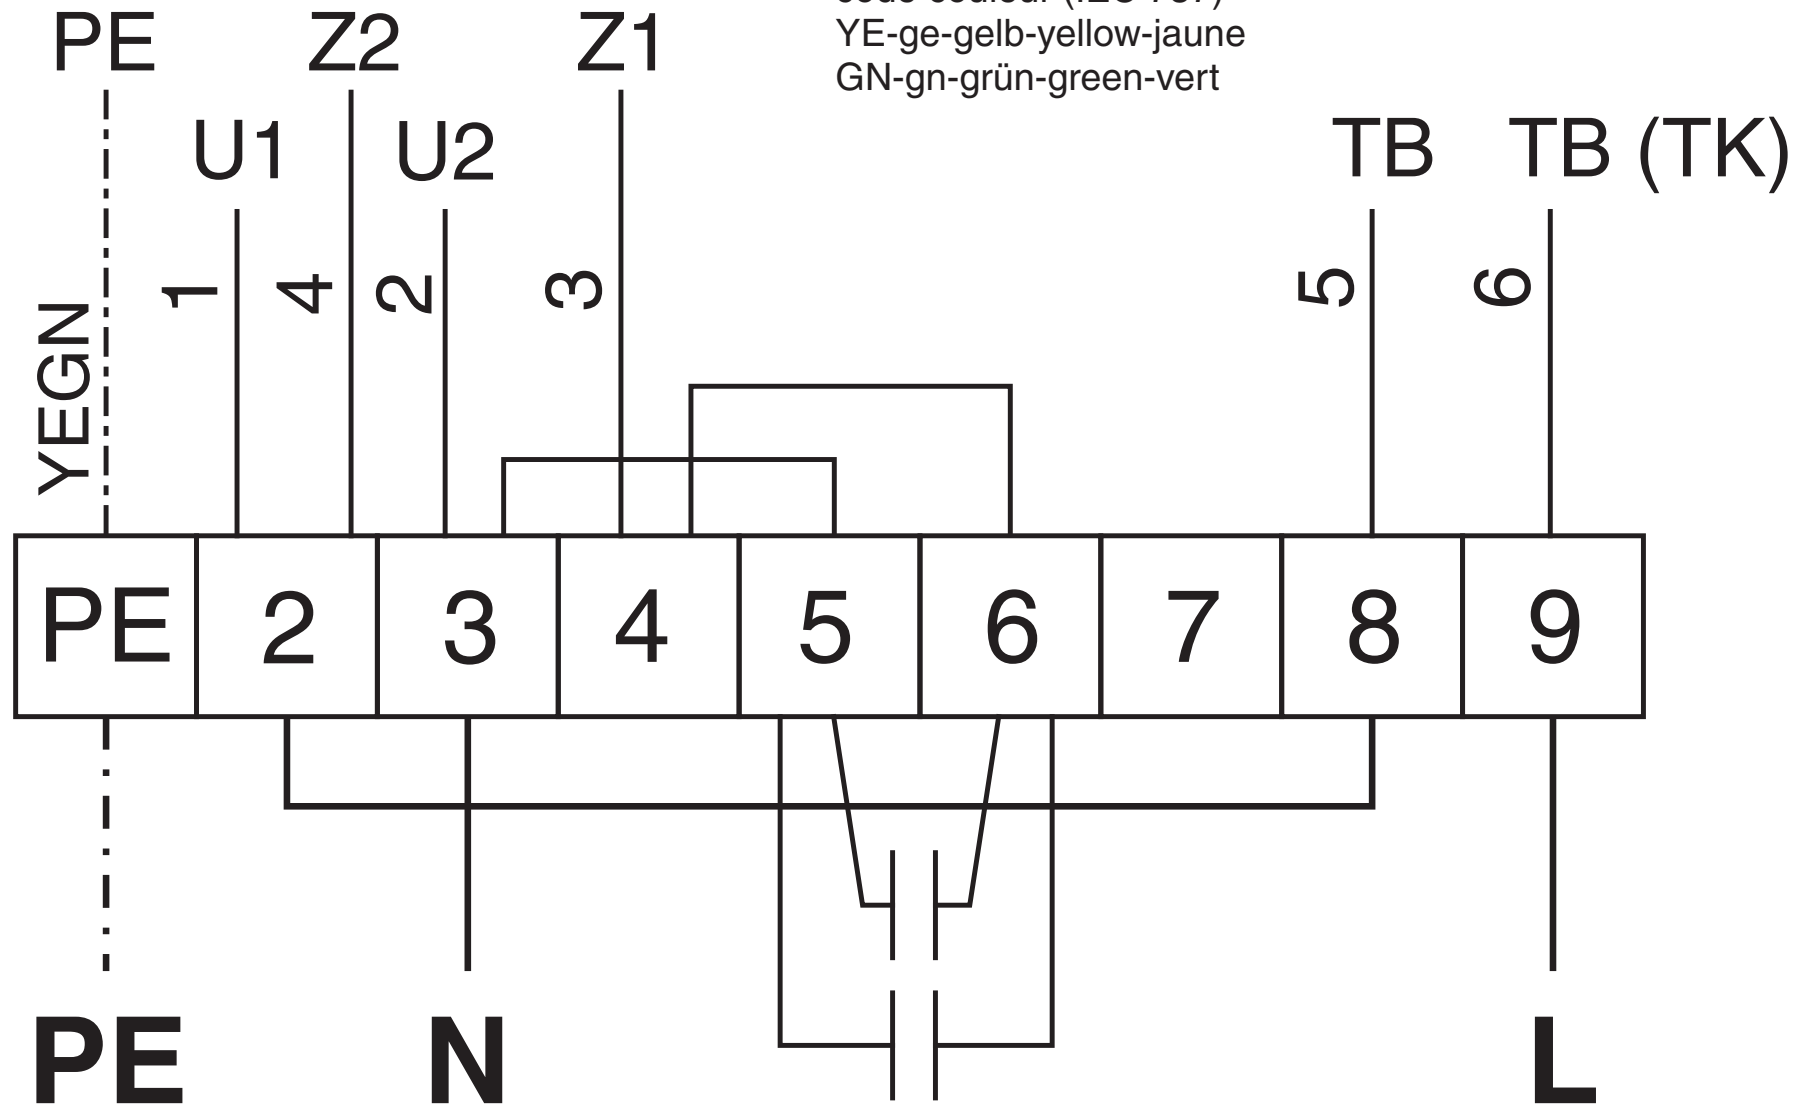 PE Z2 Z1
YE-ge-gelb-yellow-jaune
GN-gn-grün-green-vert
U1 U2 TB TB (TK)
YEGN 1 4 2 3 5 6
PE 2 3 4 5 6 7 8 9
PE N L